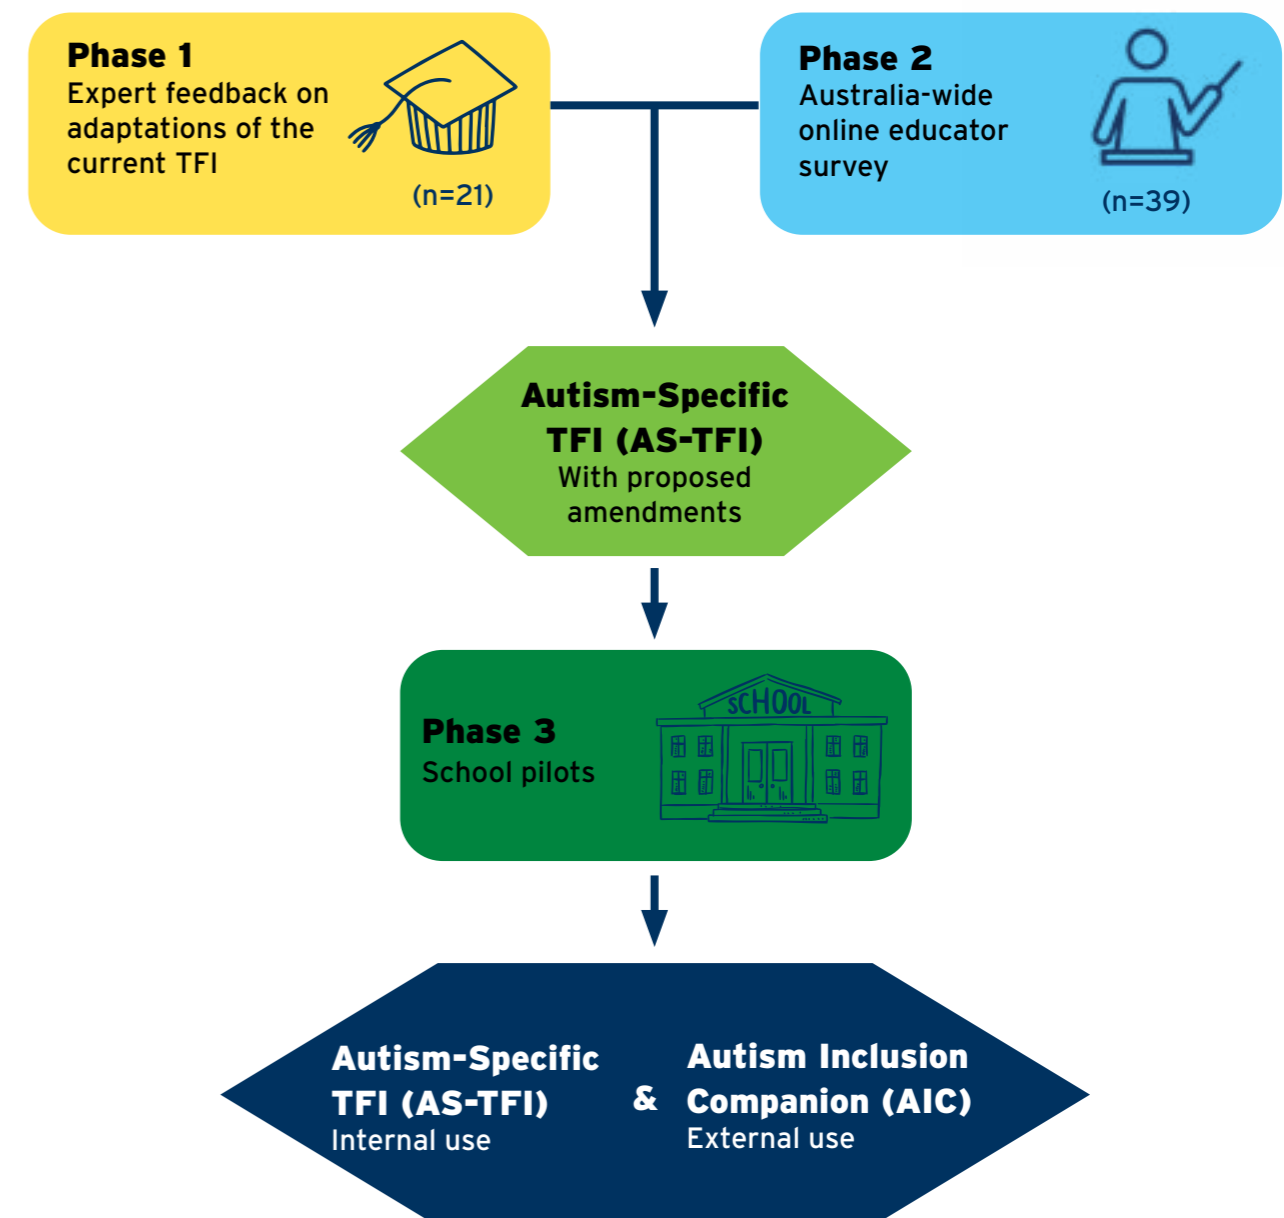 Phase 1
Expert feedback on
adaptations of the
current TFI
(n=21)
Phase 2
Australia-wide
online educator
survey
(n=39)
Autism-Specific
TFI (AS-TFI)
With proposed
amendments
Phase 3
School pilots
SCHOOL
Autism-Specific
TFI (AS-TFI)
Internal use
&
Autism Inclusion
Companion (AIC)
External use